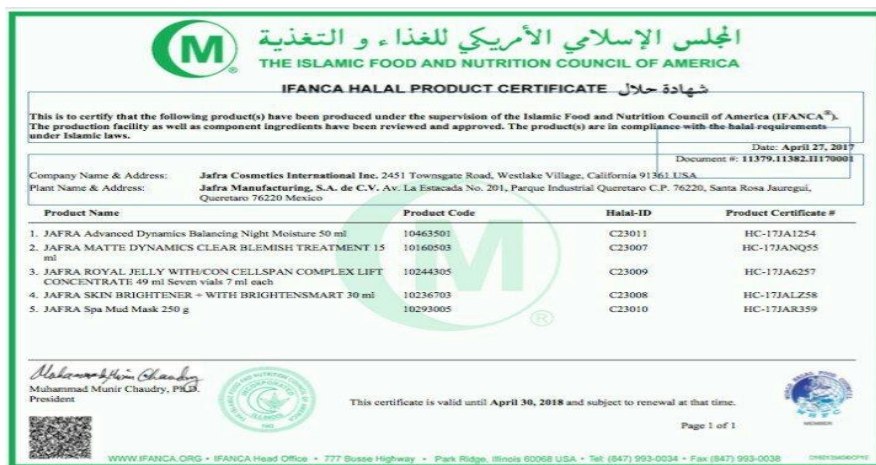 المجلس الإسلامي الأمريكي للغذاء و التغذية
THE ISLAMIC FOOD AND NUTRITION COUNCIL OF AMERICA
M
®
IFANCA HALAL PRODUCT CERTIFICATE شهادة حلال
This is to certify that the following product(s) have been produced under the supervision of the Islamic Food and Nutrition Council of America (IFANCA®).
The production facility as well as component ingredients have been reviewed and approved. The product(s) are in compliance with the halal requirements
under Islamic laws.
Date: April 27, 2017
Document #: 11379.11382.II170001
Company Name & Address: Jafra Cosmetics International Inc. 2451 Townsgate Road, Westlake Village, California 91361 USA
Plant Name & Address: Jafra Manufacturing, S.A. de C.V. Av. La Estacada No. 201, Parque Industrial Queretaro C.P. 76220, Santa Rosa Jauregui,
Queretaro 76220 Mexico
Product Name Product Code Halal-ID Product Certificate #
1. JAFRA Advanced Dynamics Balancing Night Moisture 50 ml 10463501 C23011 HC-17JA1254
2. JAFRA MATTE DYNAMICS CLEAR BLEMISH TREATMENT 15 10160503 C23007 HC-17JANQ55
ml
3. JAFRA ROYAL JELLY WITH/CON CELLSPAN COMPLEX LIFT 10244305 C23009 HC-17JA6257
CONCENTRATE 49 ml Seven vials 7 ml each
4. JAFRA SKIN BRIGHTENER + WITH BRIGHTENSMART 30 ml 10236703 C23008 HC-17JALZ58
5. JAFRA Spa Mud Mask 250 g 10293005 C23010 HC-17JAR359
M
®
Muhammad Munir Chaudry, Ph.D.
President
This certificate is valid until April 30, 2018 and subject to renewal at that time.
MEMBER
Page 1 of 1
WWW.IFANCA.ORG • IFANCA Head Office • 777 Busse Highway • Park Ridge, Illinois 60068 USA • Tel: (847) 993-0034 • Fax (847) 993-0038